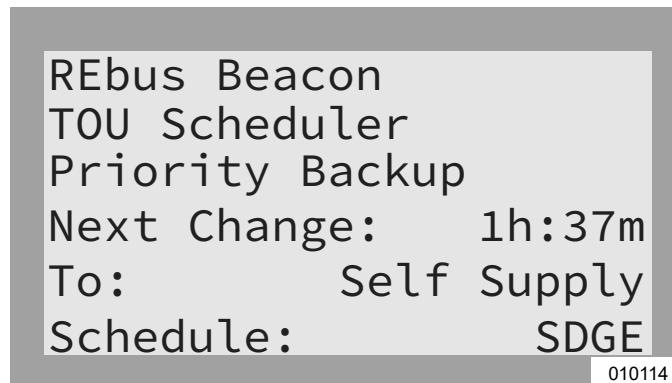 REbus Beacon
TOU Scheduler
Priority Backup
Next Change: 1h:37m
To: Self Supply
Schedule: SDGE
010114